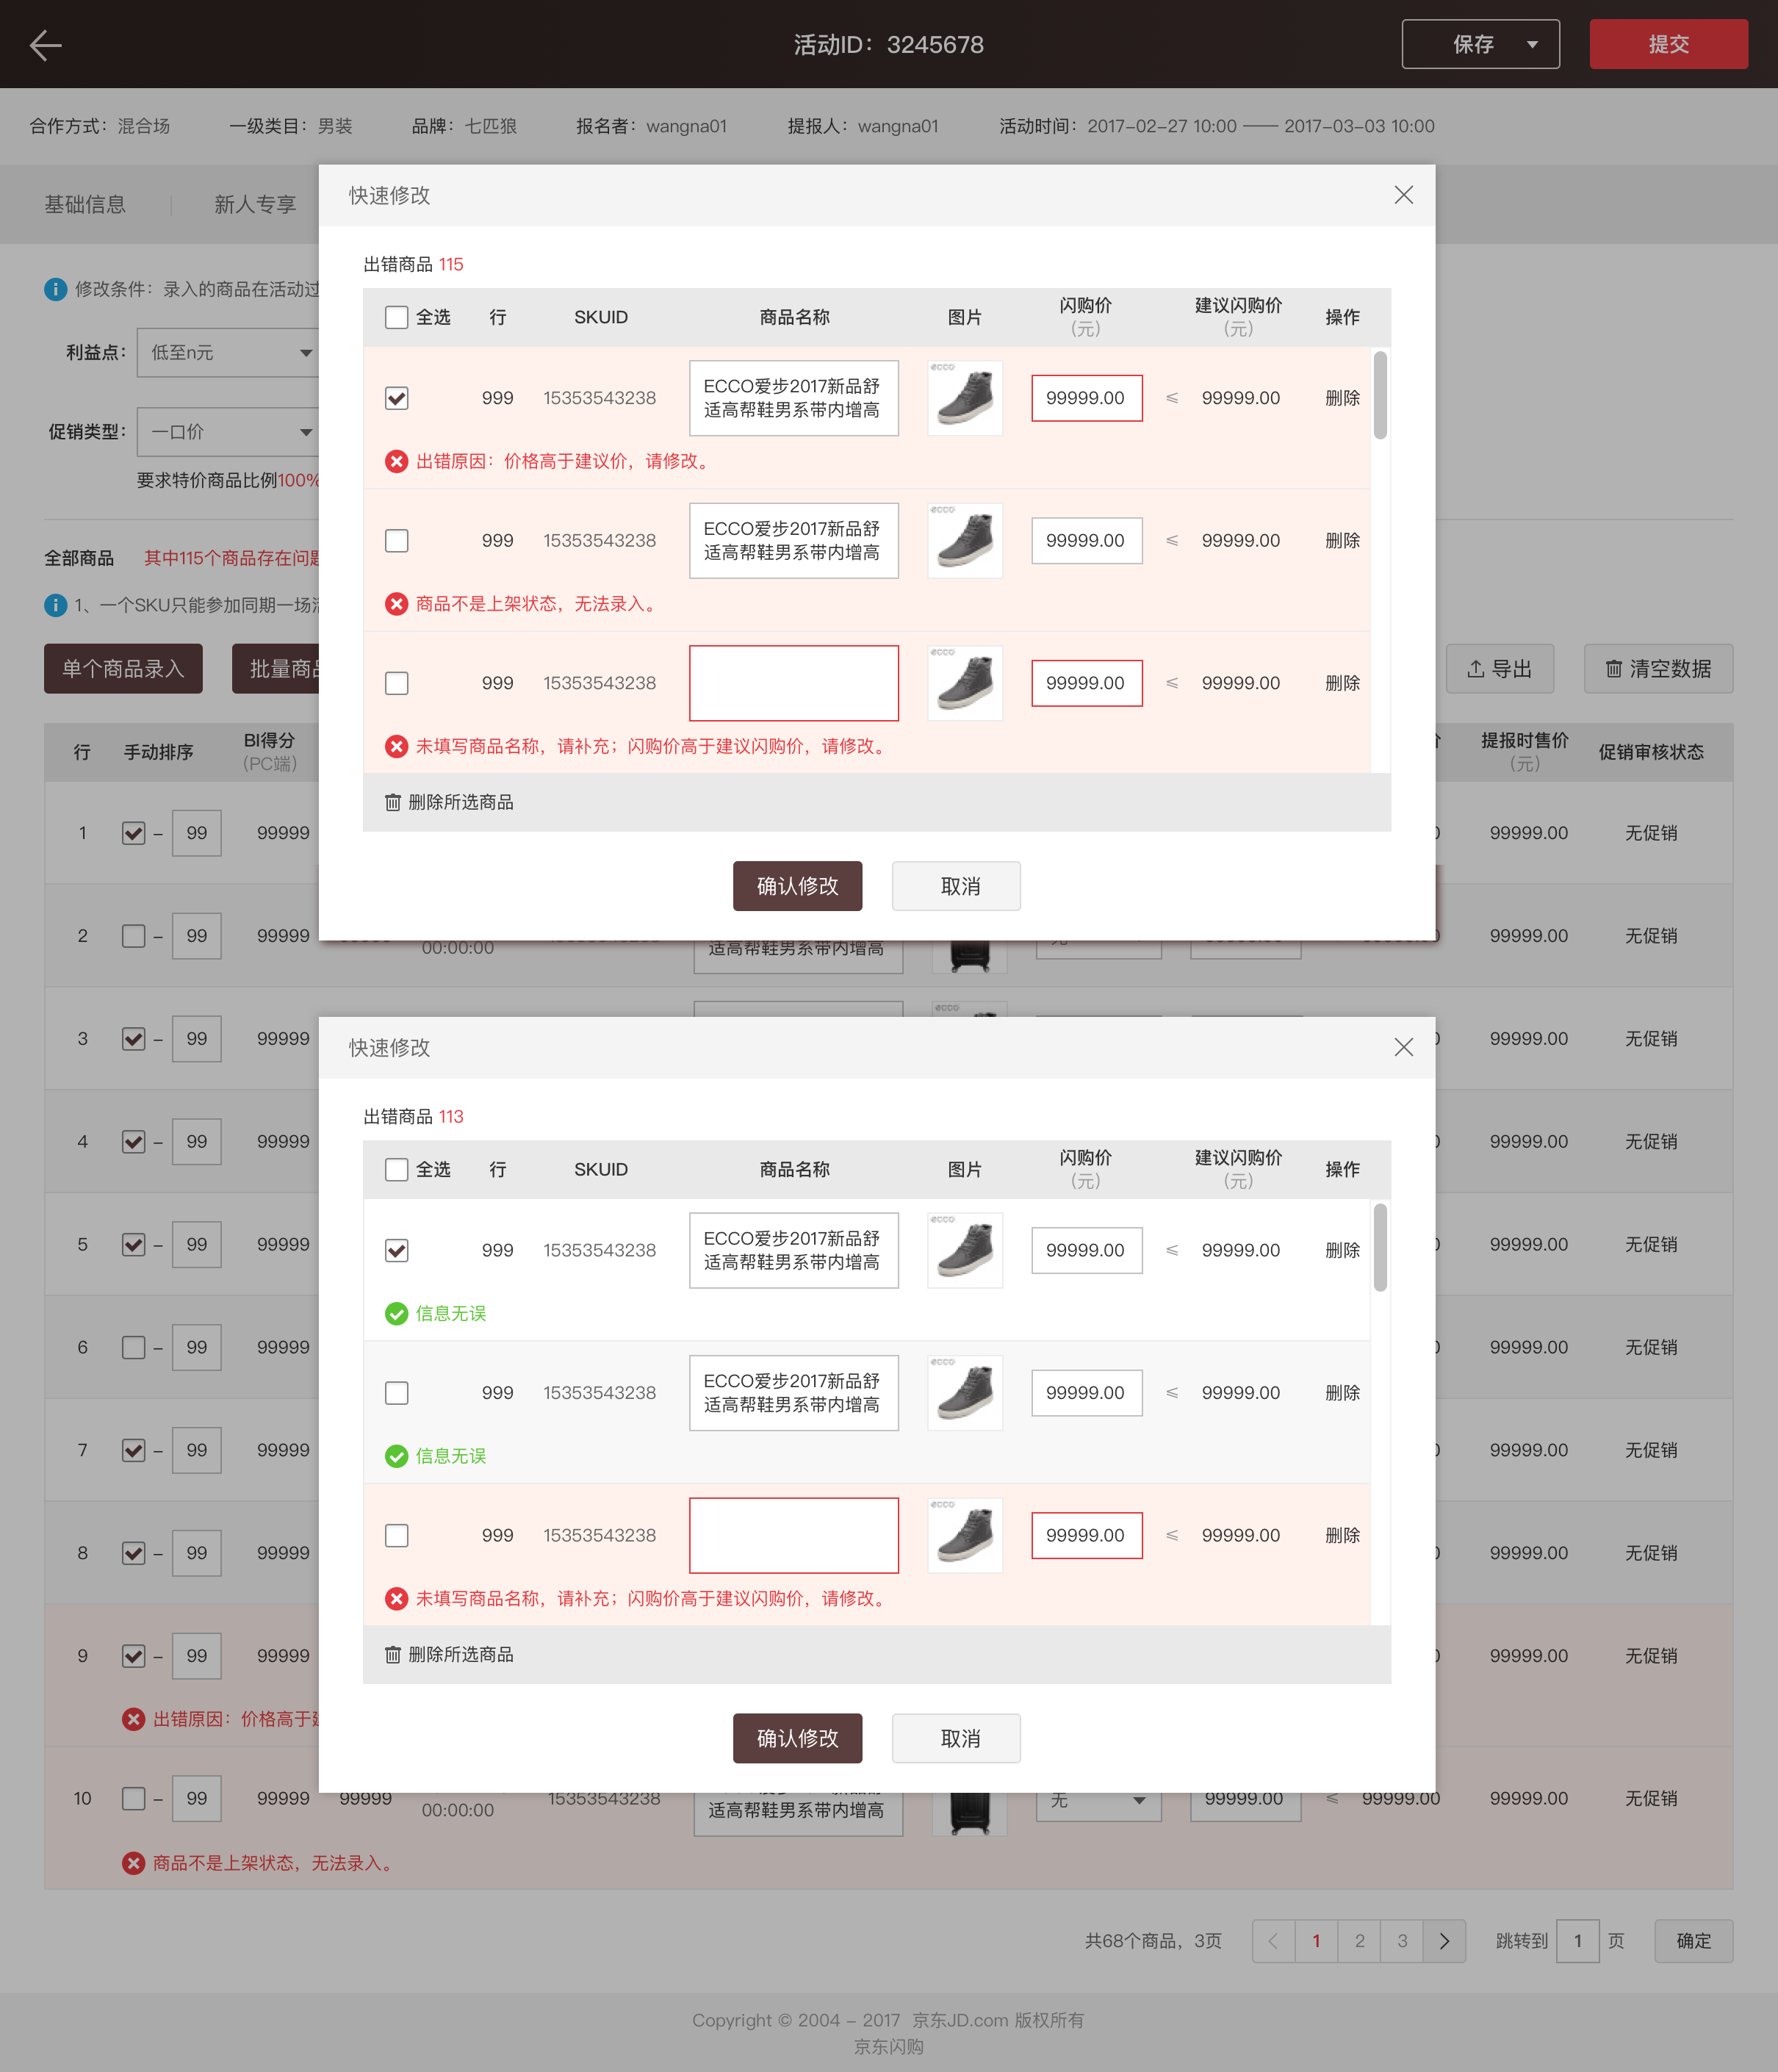 活动ID：3245678
保存
提交
合作方式：混合场 一级类目：男装 品牌：七匹狼 报名者：wangna01 提报人：wangna01 活动时间：2017-02-27 10:00 —— 2017-03-03 10:00
基础信息
新人专享
修改条件：录入的商品在活动过
利益点：
低至n元
促销类型：
一口价
要求特价商品比例100%
全部商品 其中115个商品存在问题
1、一个SKU只能参加同期一场活
单个商品录入
批量商品
导出
清空数据
行 手动排序 BI得分
(PC端)
提报时售价
(元)
促销审核状态
快速修改
出错商品 115
全选 行 SKUID 商品名称 图片 闪购价
(元)
建议闪购价
(元)
操作
999 15353543238 ECCO爱步2017新品舒
适高帮鞋男系带内增高
ecco
99999.00 ≤ 99999.00 删除
出错原因：价格高于建议价，请修改。
999 15353543238 ECCO爱步2017新品舒
适高帮鞋男系带内增高
ecco
99999.00 ≤ 99999.00 删除
商品不是上架状态，无法录入。
999 15353543238
ecco
99999.00 ≤ 99999.00 删除
未填写商品名称，请补充；闪购价高于建议闪购价，请修改。
删除所选商品
确认修改
取消
1 – 99 99999 99999.00 无促销
2 – 99 99999 99999.00 无促销
00:00:00
适高帮鞋男系带内增高
3 – 99 99999 99999.00 无促销
ecco
4 – 99 99999 99999.00 无促销
5 – 99 99999 99999.00 无促销
6 – 99 99999 99999.00 无促销
7 – 99 99999 99999.00 无促销
8 – 99 99999 99999.00 无促销
9 – 99 99999 99999.00 无促销
出错原因：价格高于建
快速修改
出错商品 113
全选 行 SKUID 商品名称 图片 闪购价
(元)
建议闪购价
(元)
操作
999 15353543238 ECCO爱步2017新品舒
适高帮鞋男系带内增高
ecco
99999.00 ≤ 99999.00 删除
信息无误
999 15353543238 ECCO爱步2017新品舒
适高帮鞋男系带内增高
ecco
99999.00 ≤ 99999.00 删除
信息无误
999 15353543238
ecco
99999.00 ≤ 99999.00 删除
未填写商品名称，请补充；闪购价高于建议闪购价，请修改。
删除所选商品
确认修改
取消
10 – 99 99999 99999 15353543238 无 99999.00 ≤ 99999.00 99999.00 无促销
00:00:00
适高帮鞋男系带内增高
商品不是上架状态，无法录入。
共68个商品，3页 1 2 3 跳转到 1 页 确定
Copyright © 2004 - 2017 京东JD.com 版权所有
京东闪购